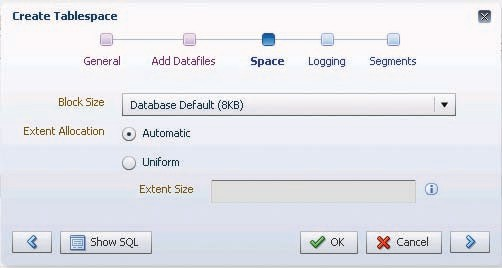 Create Tablespace
General Add Datafiles Space Logging Segments
Block Size Database Default (8KB)
Extent Allocation Automatic
Uniform
Extent Size
Show SQL OK Cancel